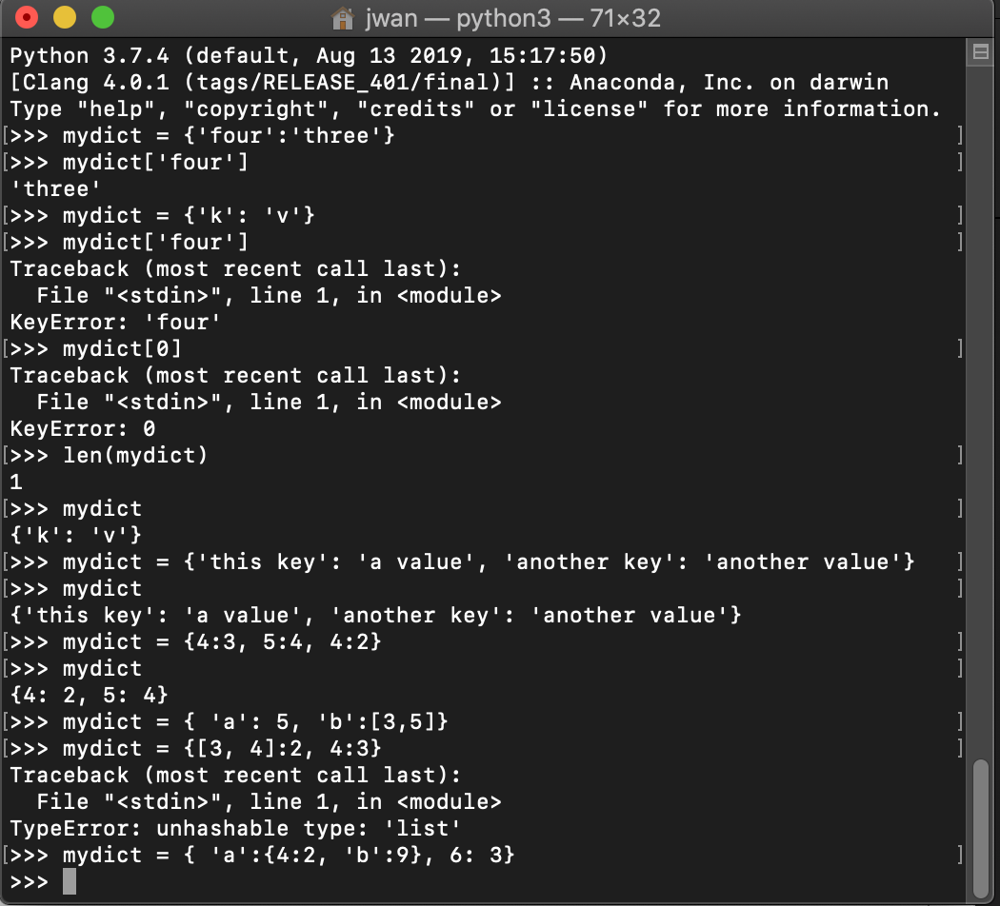 jwan — python3 — 71×32
Python 3.7.4 (default, Aug 13 2019, 15:17:50)
[Clang 4.0.1 (tags/RELEASE_401/final)] :: Anaconda, Inc. on darwin
Type "help", "copyright", "credits" or "license" for more information.
[>>> mydict = {'four':'three'}                                           ]
[>>> mydict['four']                                                      ]
'three'
[>>> mydict = {'k': 'v'}                                                 ]
[>>> mydict['four']                                                      ]
Traceback (most recent call last):
  File "<stdin>", line 1, in <module>
KeyError: 'four'
[>>> mydict[0]                                                           ]
Traceback (most recent call last):
  File "<stdin>", line 1, in <module>
KeyError: 0
[>>> len(mydict)                                                         ]
1
[>>> mydict                                                              ]
{'k': 'v'}
[>>> mydict = {'this key': 'a value', 'another key': 'another value'}    ]
[>>> mydict                                                              ]
{'this key': 'a value', 'another key': 'another value'}
[>>> mydict = {4:3, 5:4, 4:2}                                            ]
[>>> mydict                                                              ]
{4: 2, 5: 4}
[>>> mydict = { 'a': 5, 'b':[3,5]}                                       ]
[>>> mydict = {[3, 4]:2, 4:3}                                            ]
Traceback (most recent call last):
  File "<stdin>", line 1, in <module>
TypeError: unhashable type: 'list'
[>>> mydict = { 'a':{4:2, 'b':9}, 6: 3}                                  ]
>>>